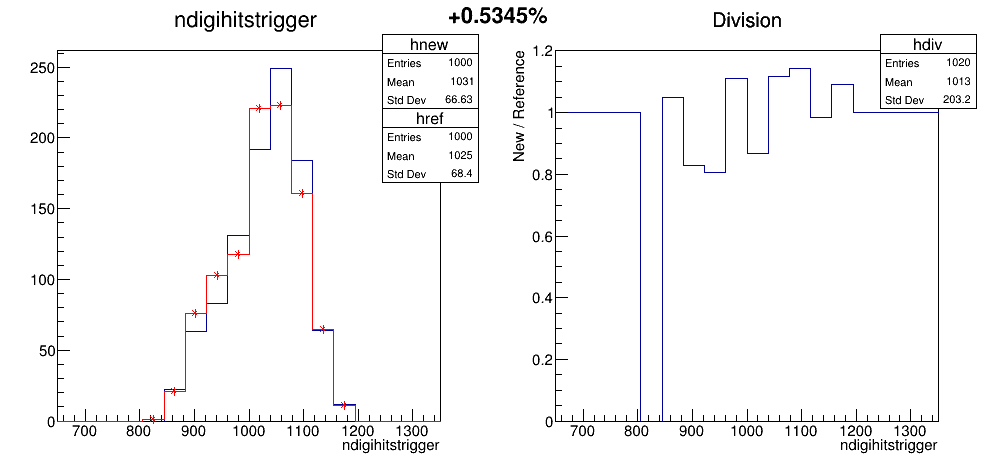 +0.5345%
ndigihitstrigger
hnew
Entries 1000
Mean 1031
Std Dev 66.63
href
Entries 1000
Mean 1025
Std Dev 68.4
250
200
150
100
50
0
700 800 900 1000 1100 1200 1300
ndigihitstrigger
Division
hdiv
Entries 1020
Mean 1013
Std Dev 203.2
New / Reference
1.2
1
0.8
0.6
0.4
0.2
0
700 800 900 1000 1100 1200 1300
ndigihitstrigger